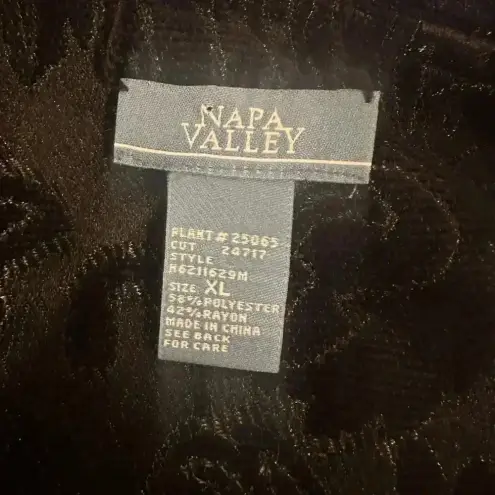 NAPA
VALLEY
PLANT # 25065
CUT 24717
STYLE
H6211629M
SIZE XL
58% POLYESTER
42% RAYON
MADE IN CHINA
SEE BACK
FOR CARE